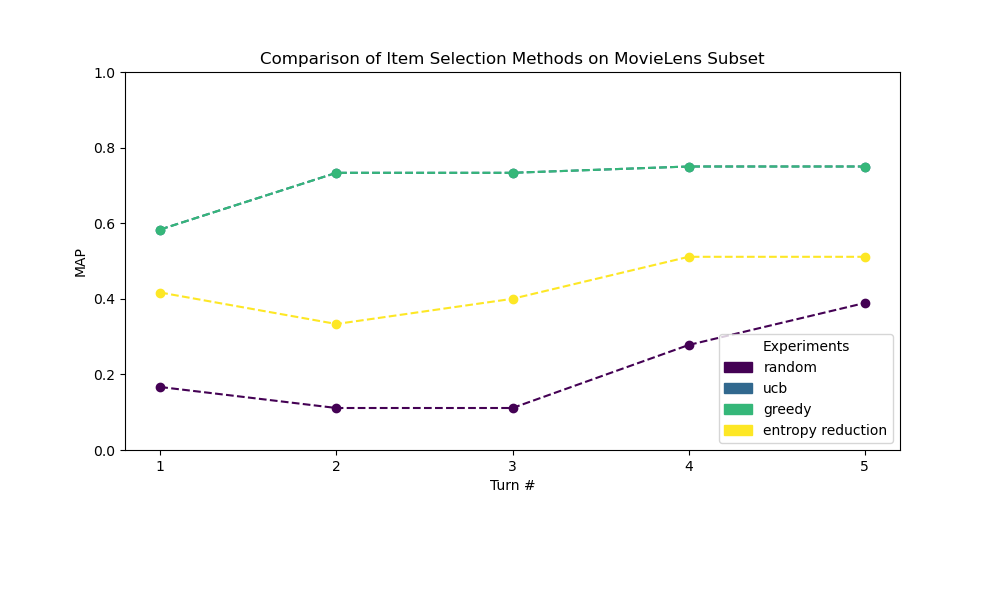 Comparison of Item Selection Methods on MovieLens Subset
1.0
0.8
0.6
0.4
0.2
0.0
MAP
1 2 3 4 5
Turn #
Experiments
random
ucb
greedy
entropy reduction